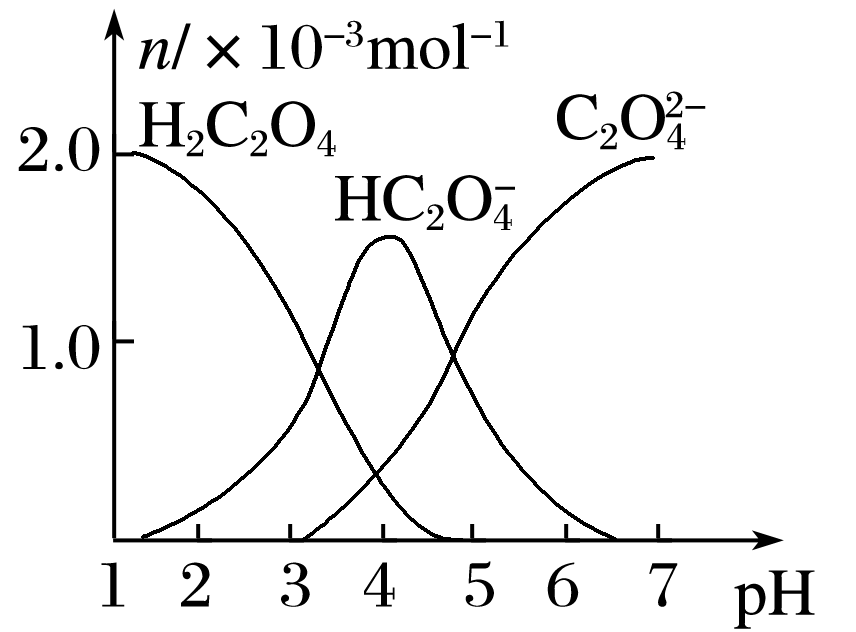 n/ × 10⁻³mol⁻¹
H₂C₂O₄
C₂O₄²⁻
2.0
HC₂O₄⁻
1.0
1 2 3 4 5 6 7 pH